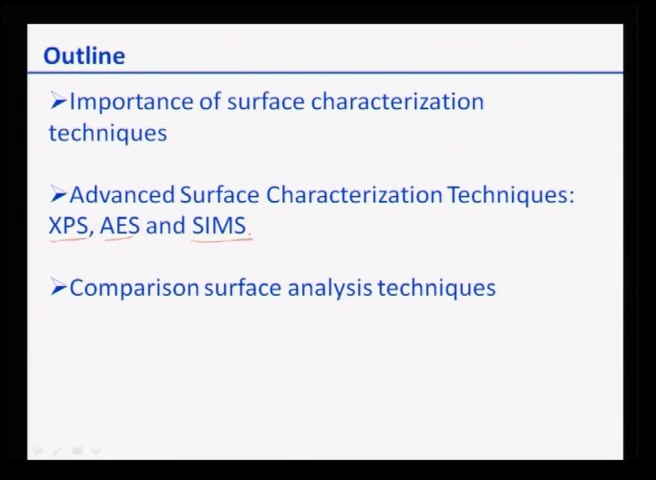 Outline
➢Importance of surface characterization
techniques
➢Advanced Surface Characterization Techniques:
XPS, AES and SIMS.
➢Comparison surface analysis techniques